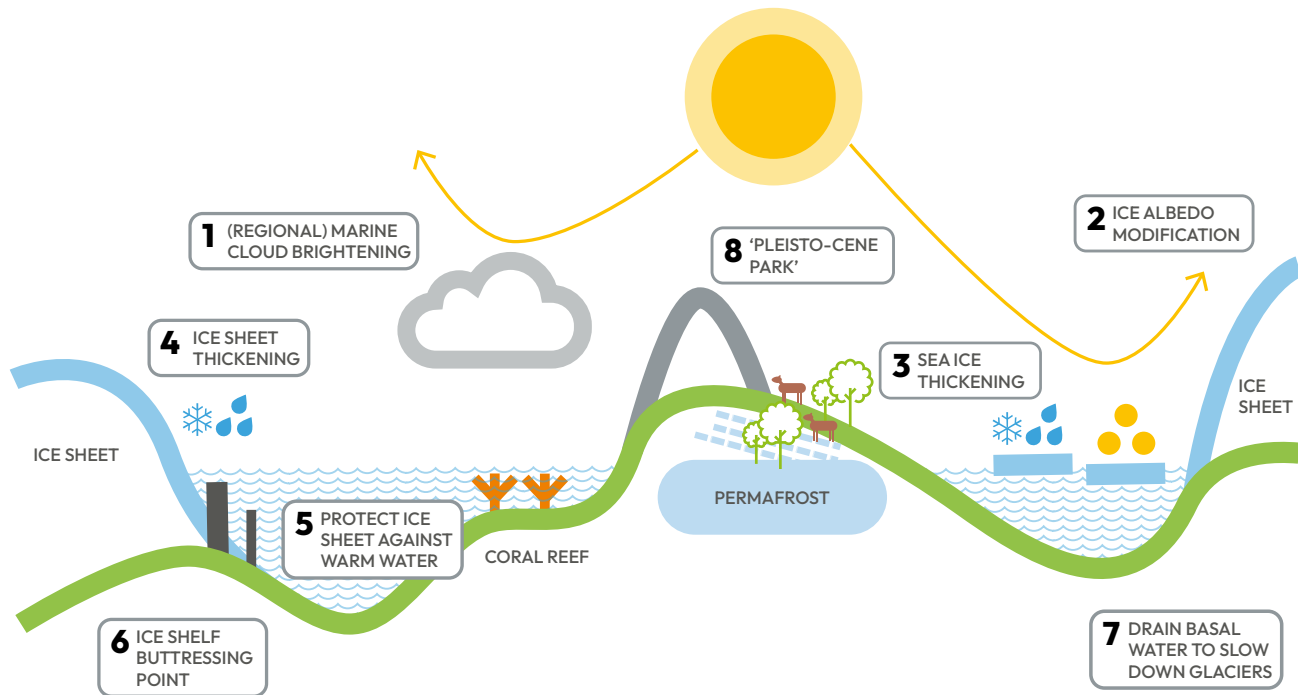 1 (REGIONAL) MARINE
CLOUD BRIGHTENING
2 ICE ALBEDO
MODIFICATION
8 ‘PLEISTO-CENE
PARK’
4 ICE SHEET
THICKENING
3 SEA ICE
THICKENING
ICE
SHEET
ICE SHEET
PERMAFROST
5 PROTECT ICE
SHEET AGAINST
WARM WATER
CORAL REEF
6 ICE SHELF
BUTTRESSING
POINT
7 DRAIN BASAL
WATER TO SLOW
DOWN GLACIERS